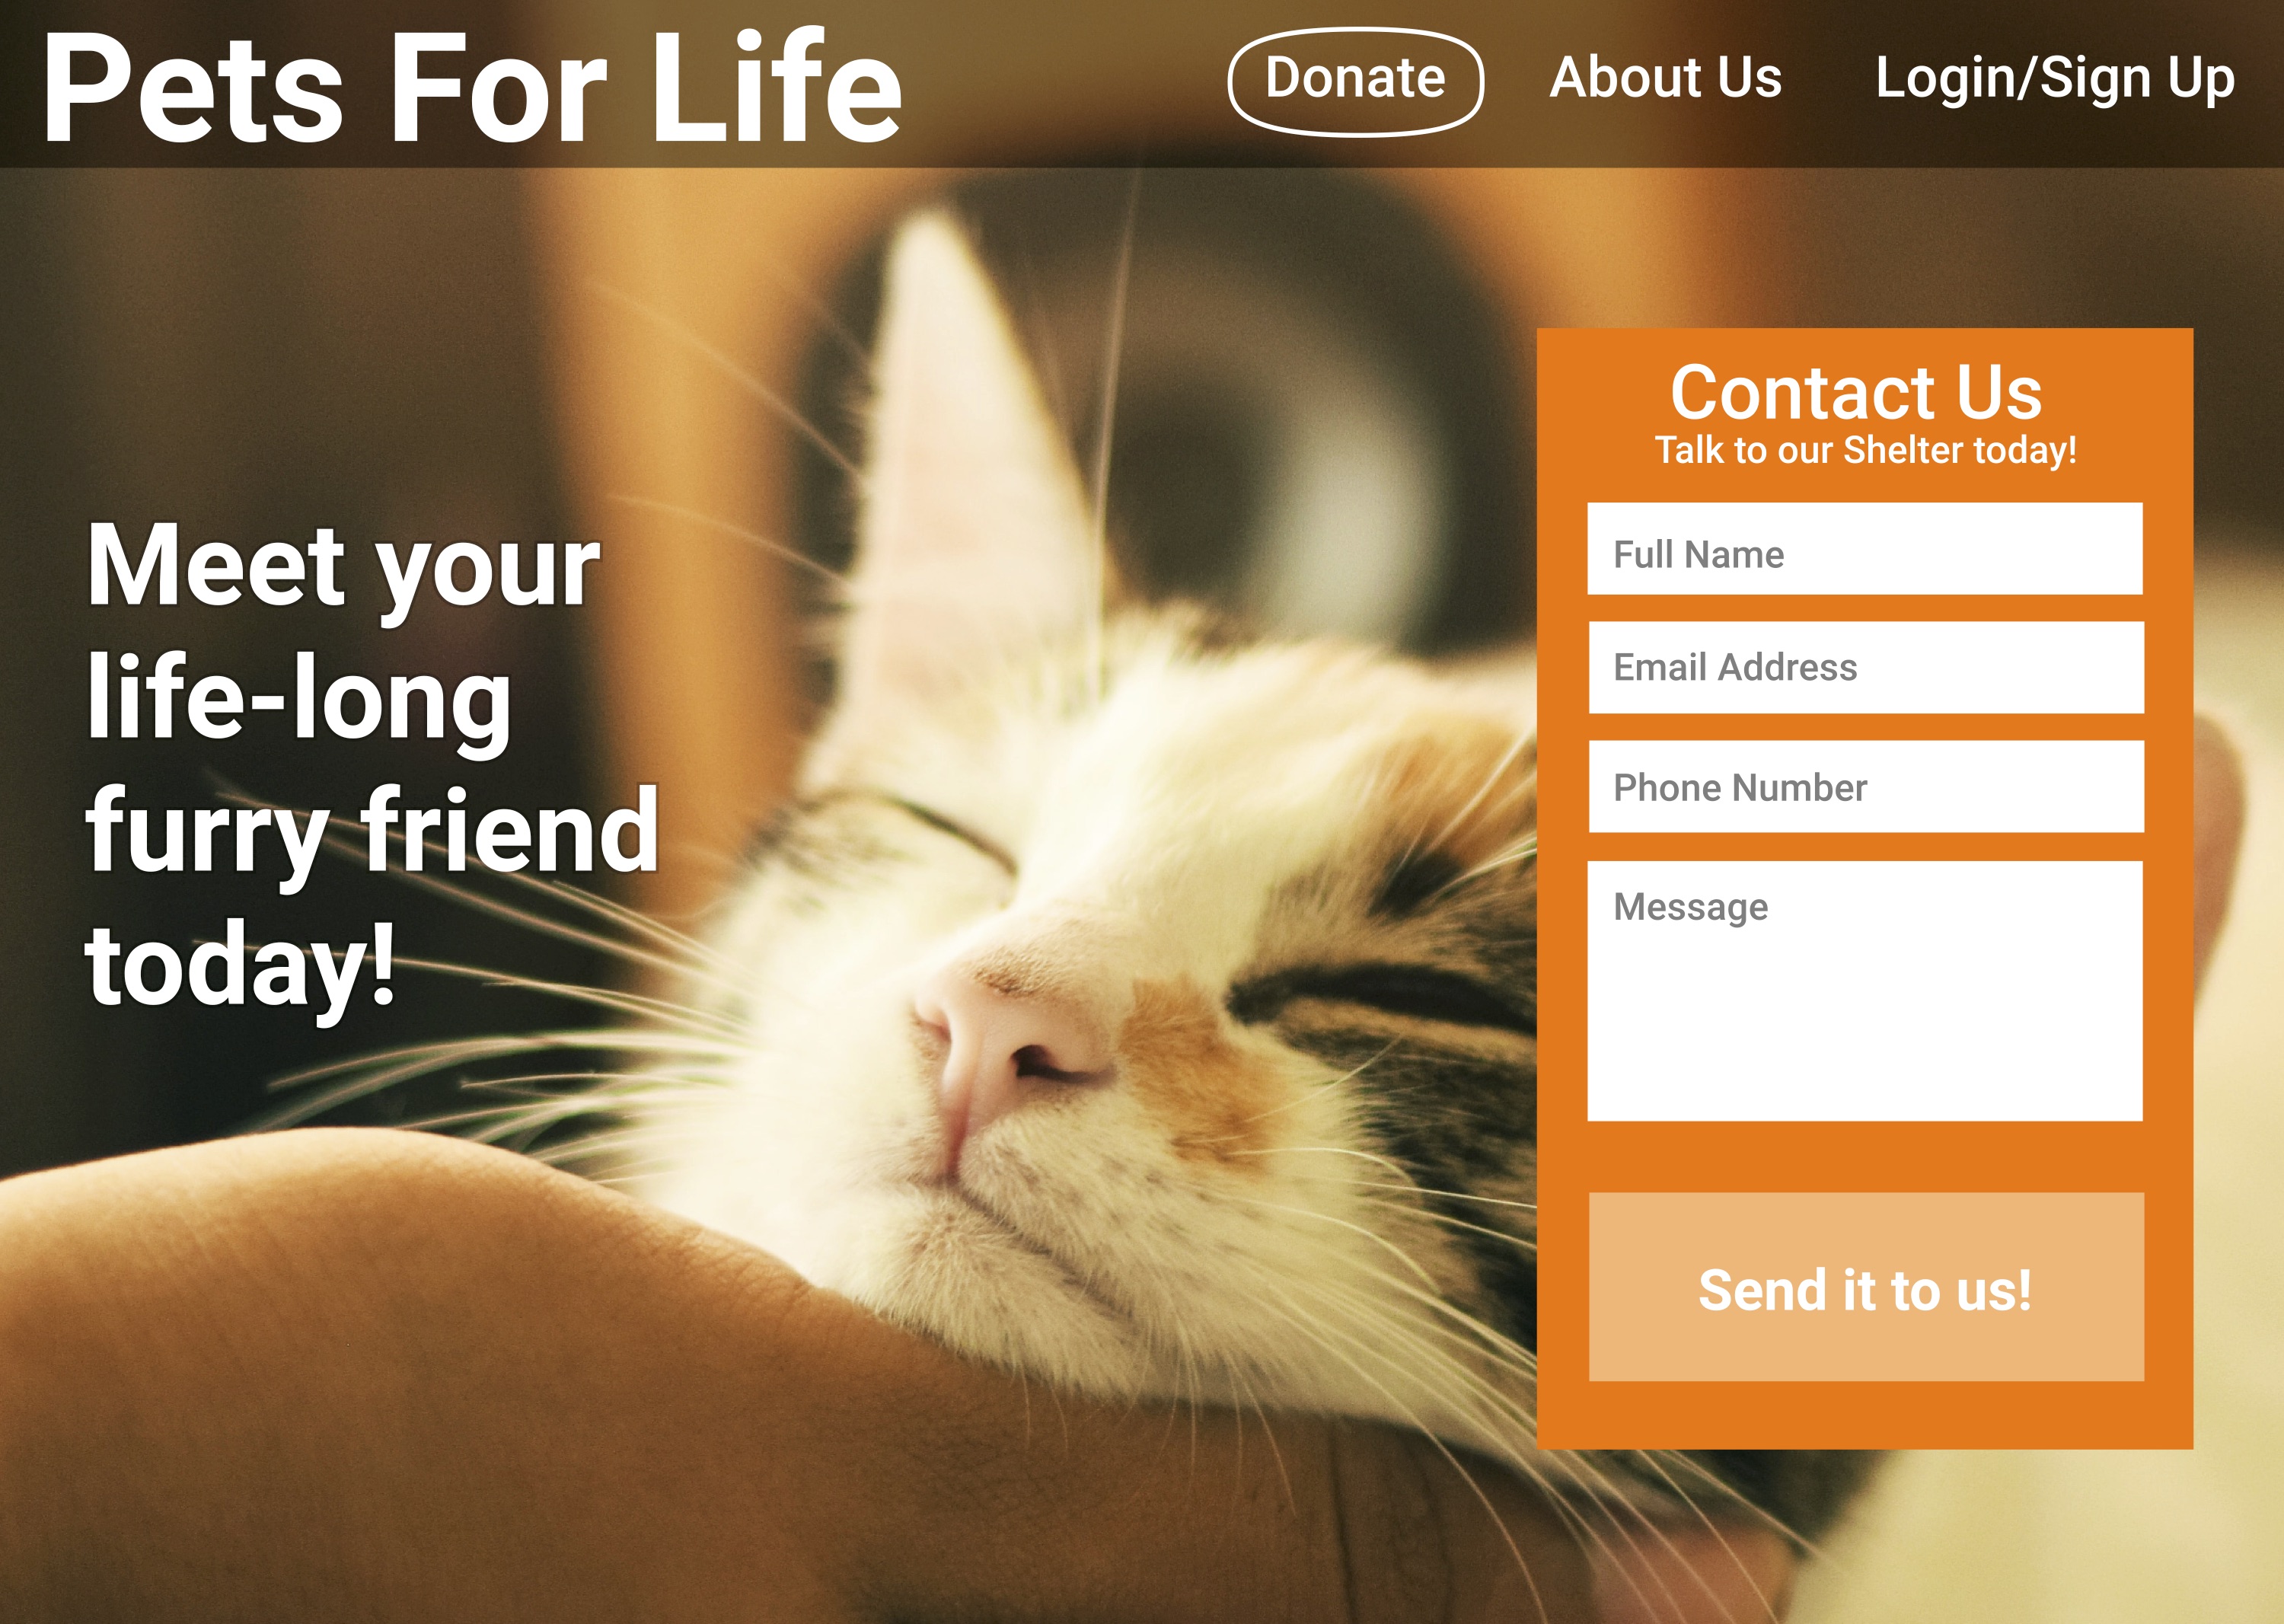 Pets For Life
Donate
About Us
Login/Sign Up
Meet your
life-long
furry friend
today!
Contact Us
Talk to our Shelter today!
Full Name
Email Address
Phone Number
Message
Send it to us!